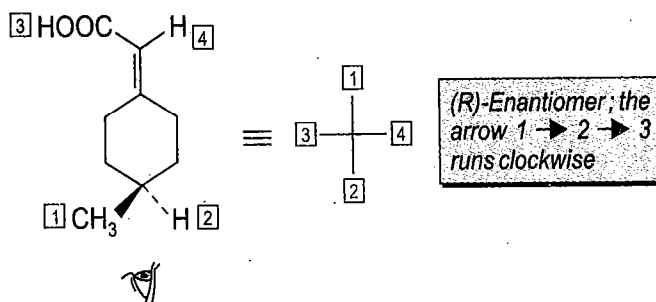 3 HOOC H 4
1
3 4
2
(R)-Enantiomer; the
arrow 1 → 2 → 3
runs clockwise
1 CH3 H 2